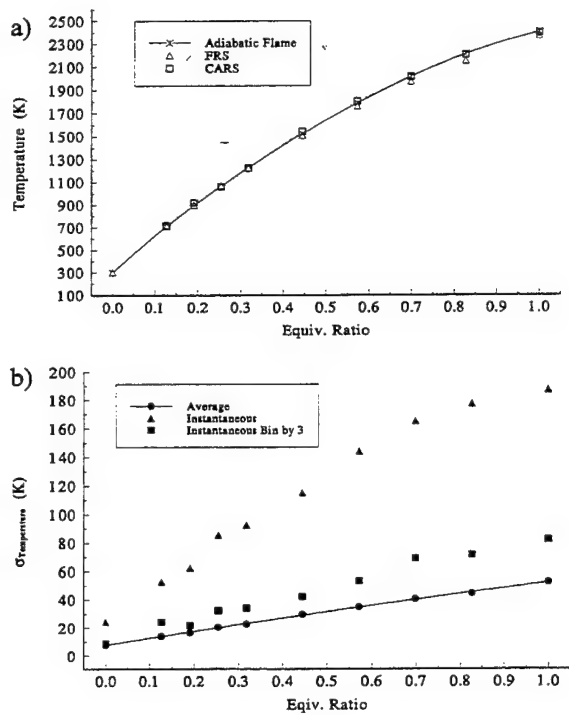 a)
Adiabatic Flame
FRS
CARS
Temperature (K)
2500
2300
2100
1900
1700
1500
1300
1100
900
700
500
300
100
0.0 0.1 0.2 0.3 0.4 0.5 0.6 0.7 0.8 0.9 1.0
Equiv. Ratio
b)
Average
Instantaneous
Instantaneous Bin by 3
σTemperature (K)
200
180
160
140
120
100
80
60
40
20
0
0.0 0.1 0.2 0.3 0.4 0.5 0.6 0.7 0.8 0.9 1.0
Equiv. Ratio